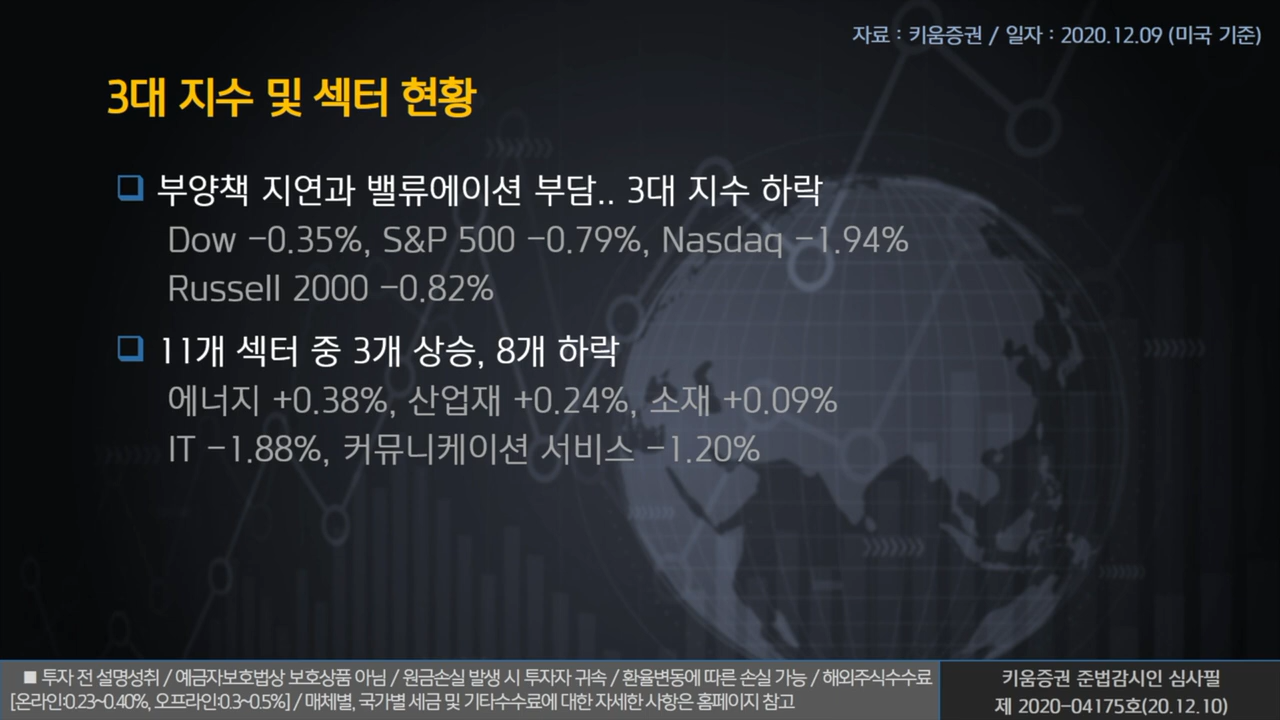 자료 : 키움증권 / 일자 : 2020.12.09 (미국 기준)
3대 지수 및 섹터 현황
❑ 부양책 지연과 밸류에이션 부담.. 3대 지수 하락
Dow -0.35%, S&P 500 -0.79%, Nasdaq -1.94%
Russell 2000 -0.82%
❑ 11개 섹터 중 3개 상승, 8개 하락
에너지 +0.38%, 산업재 +0.24%, 소재 +0.09%
IT -1.88%, 커뮤니케이션 서비스 -1.20%
■ 투자 전 설명성취 / 예금자보호법상 보호상품 아님 / 원금손실 발생 시 투자자 귀속 / 환율변동에 따른 손실 가능 / 해외주식수수료
[온라인:0.23~0.40%, 오프라인:0.3~0.5%] / 매체별, 국가별 세금 및 기타수수료에 대한 자세한 사항은 홈페이지 참고
키움증권 준법감시인 심사필
제 2020-04175호(20.12.10)